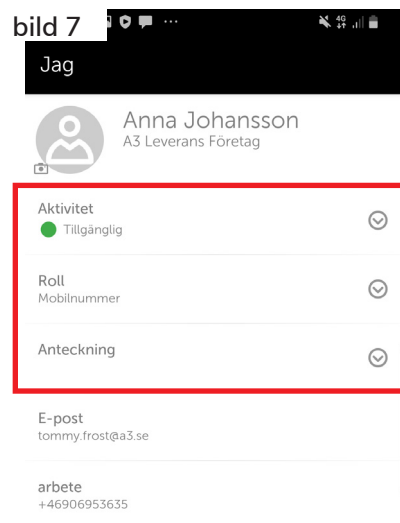 bild 7
4G
Jag
Anna Johansson
A3 Leverans Företag
Aktivitet
Tillgänglig
Roll
Mobilnummer
Anteckning
E-post
tommy.frost@a3.se
arbete
+46906953635